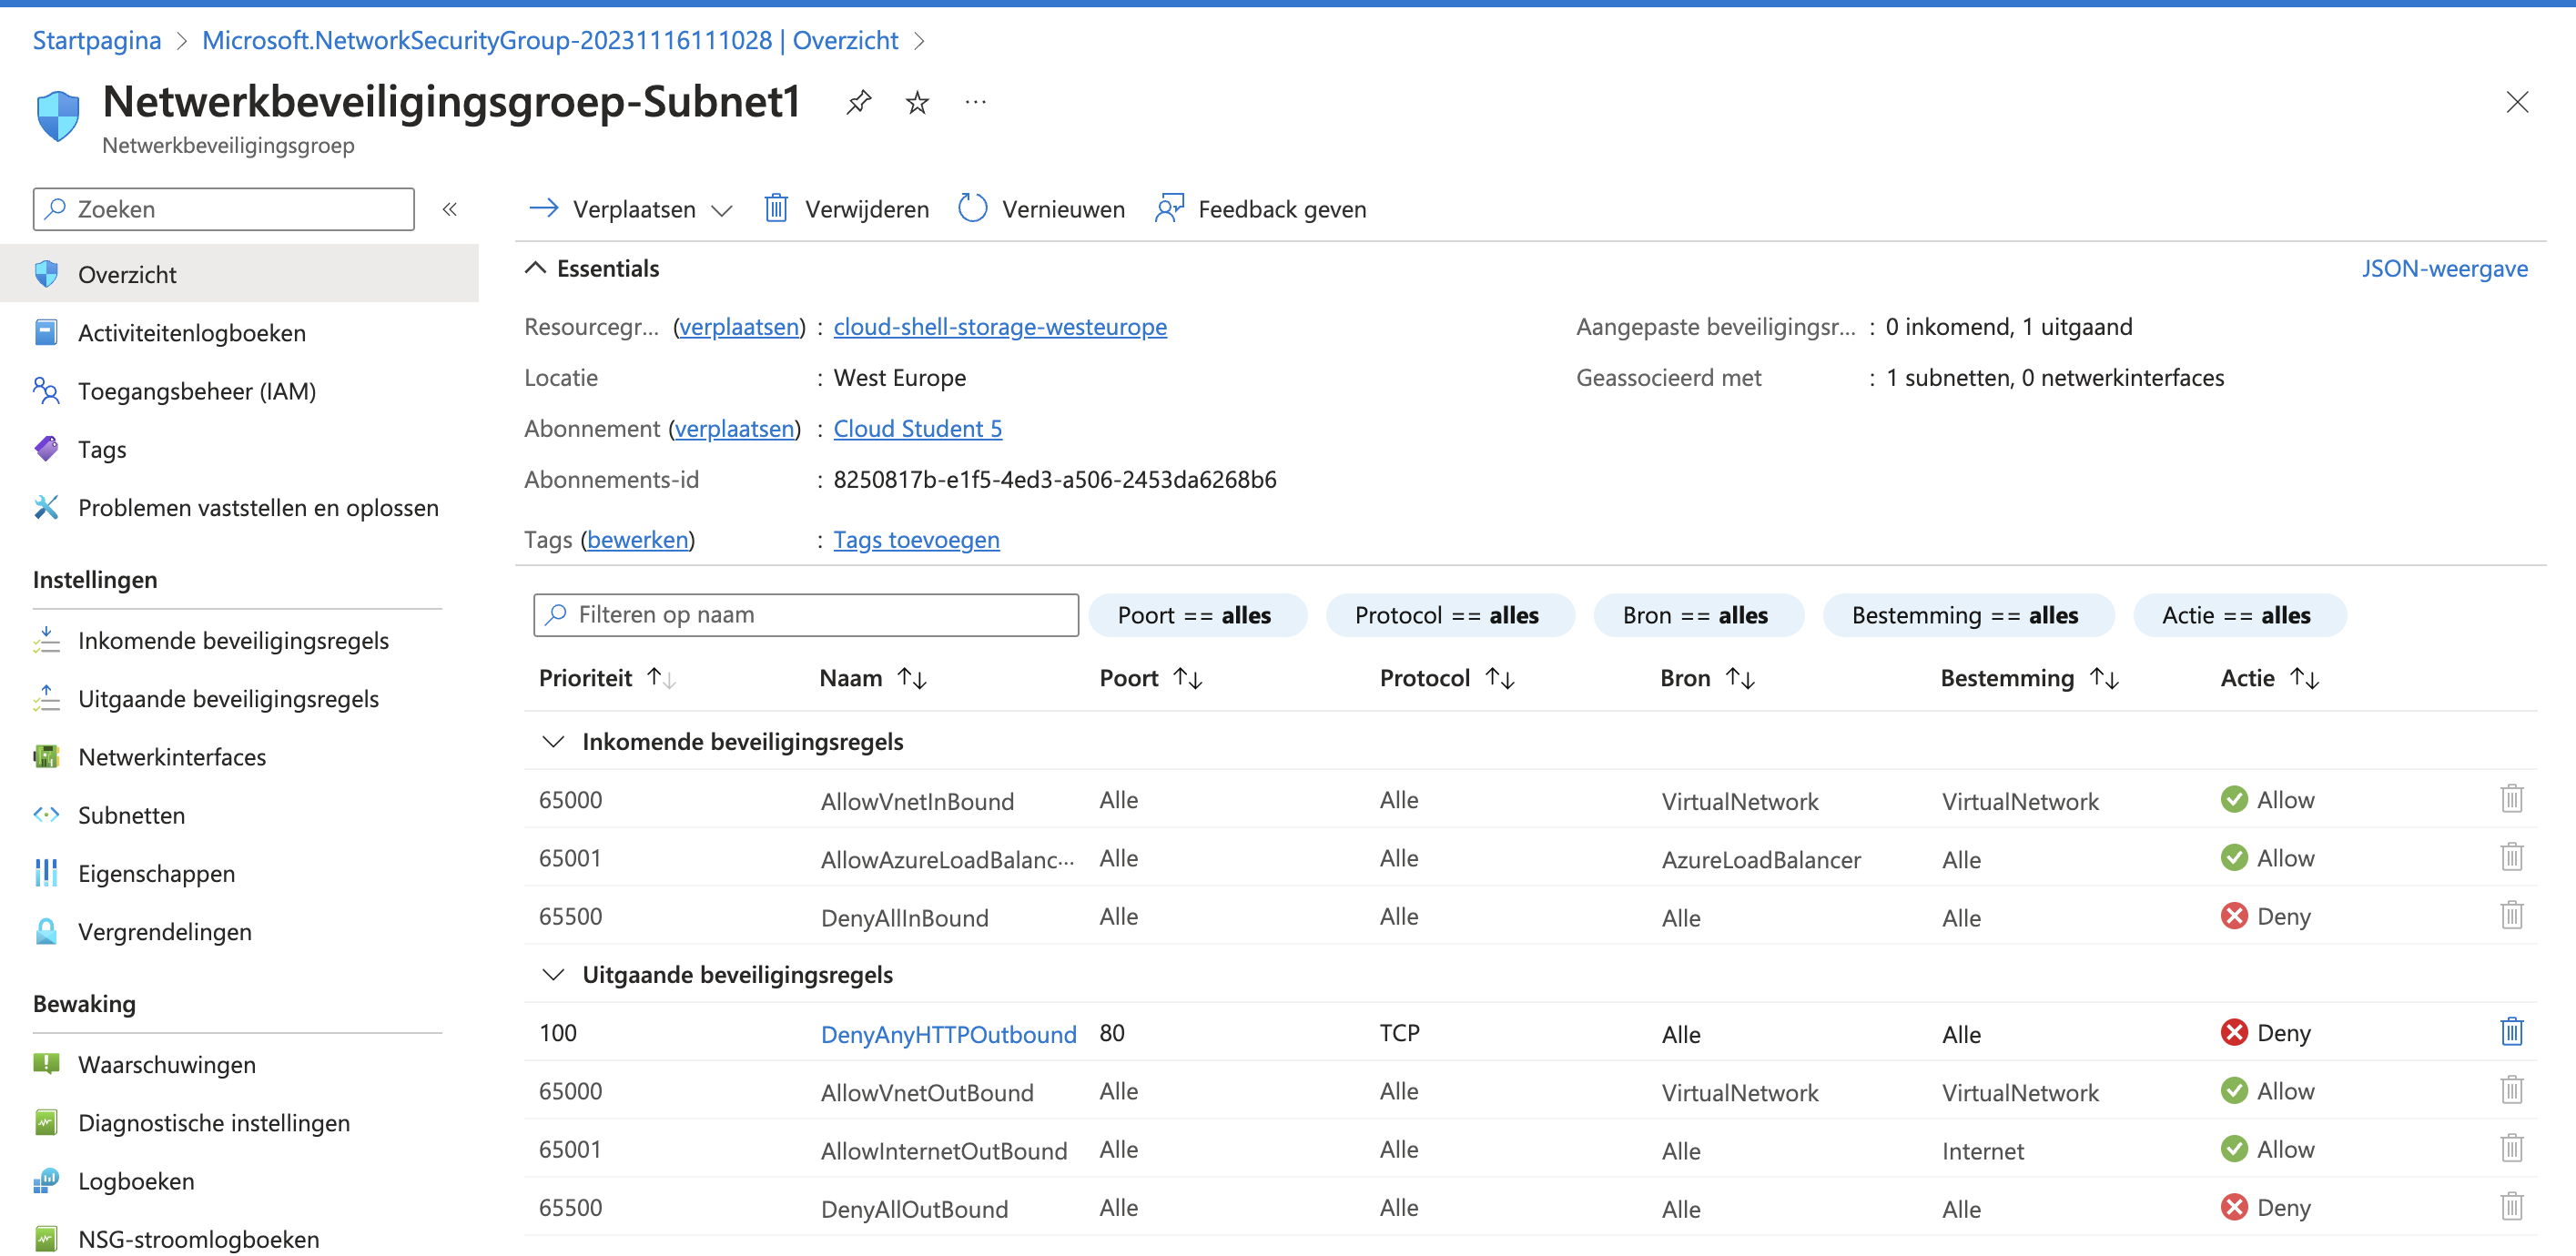 Startpagina > Microsoft.NetworkSecurityGroup-20231116111028 | Overzicht >
Netwerkbeveiligingsgroep-Subnet1 ...
Netwerkbeveiligingsgroep
Zoeken «
Overzicht
Activiteitenlogboeken
Toegangsbeheer (IAM)
Tags
Problemen vaststellen en oplossen
Instellingen
Inkomende beveiligingsregels
Uitgaande beveiligingsregels
Netwerkinterfaces
Subnetten
Eigenschappen
Vergrendelingen
Bewaking
Waarschuwingen
Diagnostische instellingen
Logboeken
NSG-stroomlogboeken
Verplaatsen Verwijderen Vernieuwen Feedback geven
Essentials JSON-weergave
Resourcegr... (verplaatsen) : cloud-shell-storage-westeurope
Locatie : West Europe
Abonnement (verplaatsen) : Cloud Student 5
Abonnements-id : 8250817b-e1f5-4ed3-a506-2453da6268b6
Tags (bewerken) : Tags toevoegen
Aangepaste beveiligingsr... : 0 inkomend, 1 uitgaand
Geassocieerd met : 1 subnetten, 0 netwerkinterfaces
Filteren op naam Poort == alles Protocol == alles Bron == alles Bestemming == alles Actie == alles
Prioriteit ↑↓ Naam ↑↓ Poort ↑↓ Protocol ↑↓ Bron ↑↓ Bestemming ↑↓ Actie ↑↓
Inkomende beveiligingsregels
65000 AllowVnetInBound Alle Alle VirtualNetwork VirtualNetwork Allow
65001 AllowAzureLoadBalanc... Alle Alle AzureLoadBalancer Alle Allow
65500 DenyAllInBound Alle Alle Alle Alle Deny
Uitgaande beveiligingsregels
100 DenyAnyHTTPOutbound 80 TCP Alle Alle Deny
65000 AllowVnetOutBound Alle Alle VirtualNetwork VirtualNetwork Allow
65001 AllowInternetOutBound Alle Alle Alle Internet Allow
65500 DenyAllOutBound Alle Alle Alle Alle Deny